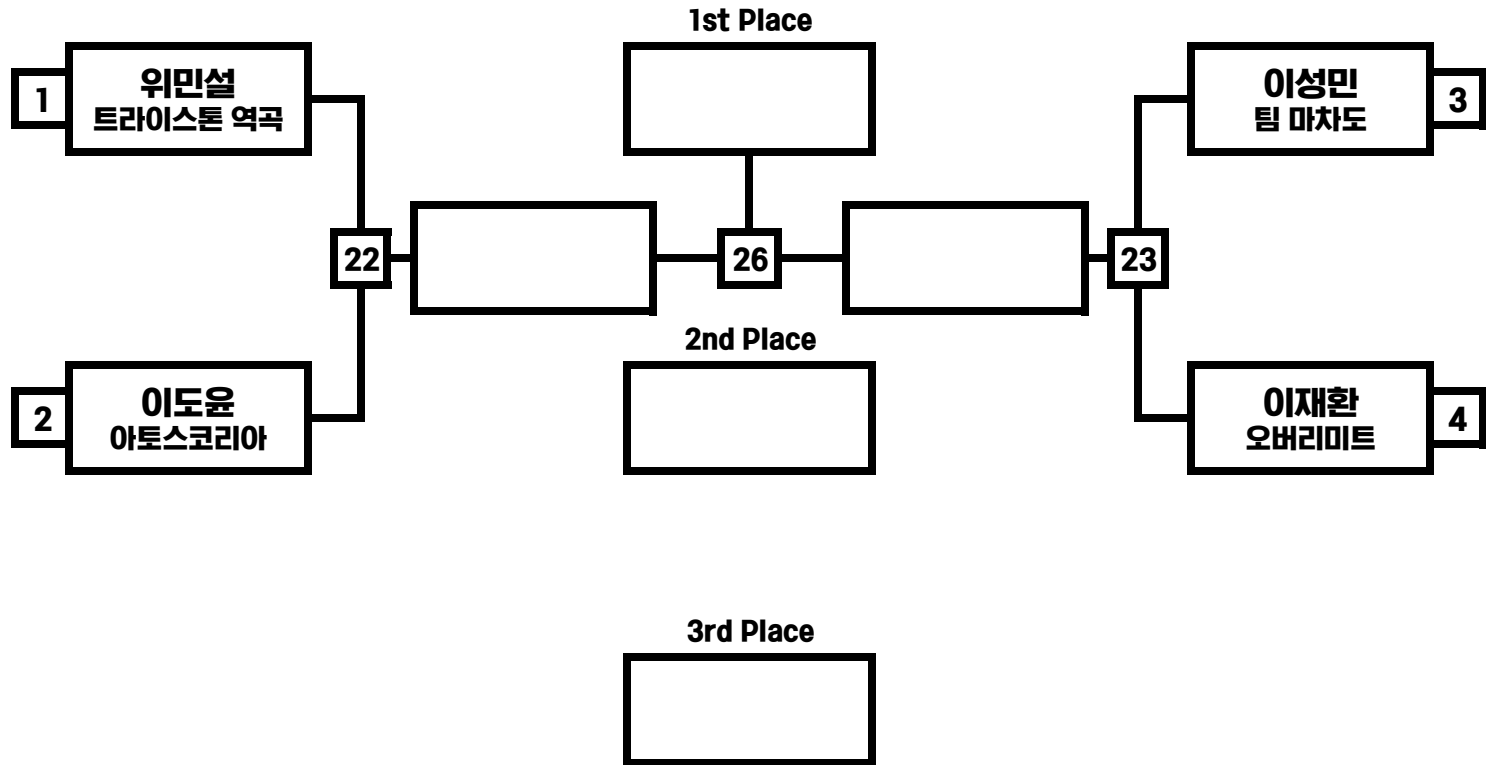 1st Place
1
위민설
트라이스톤 역곡
이성민
팀 마차도
3
22
26
23
2nd Place
2
이도윤
아토스코리아
이재환
오버리미트
4
3rd Place